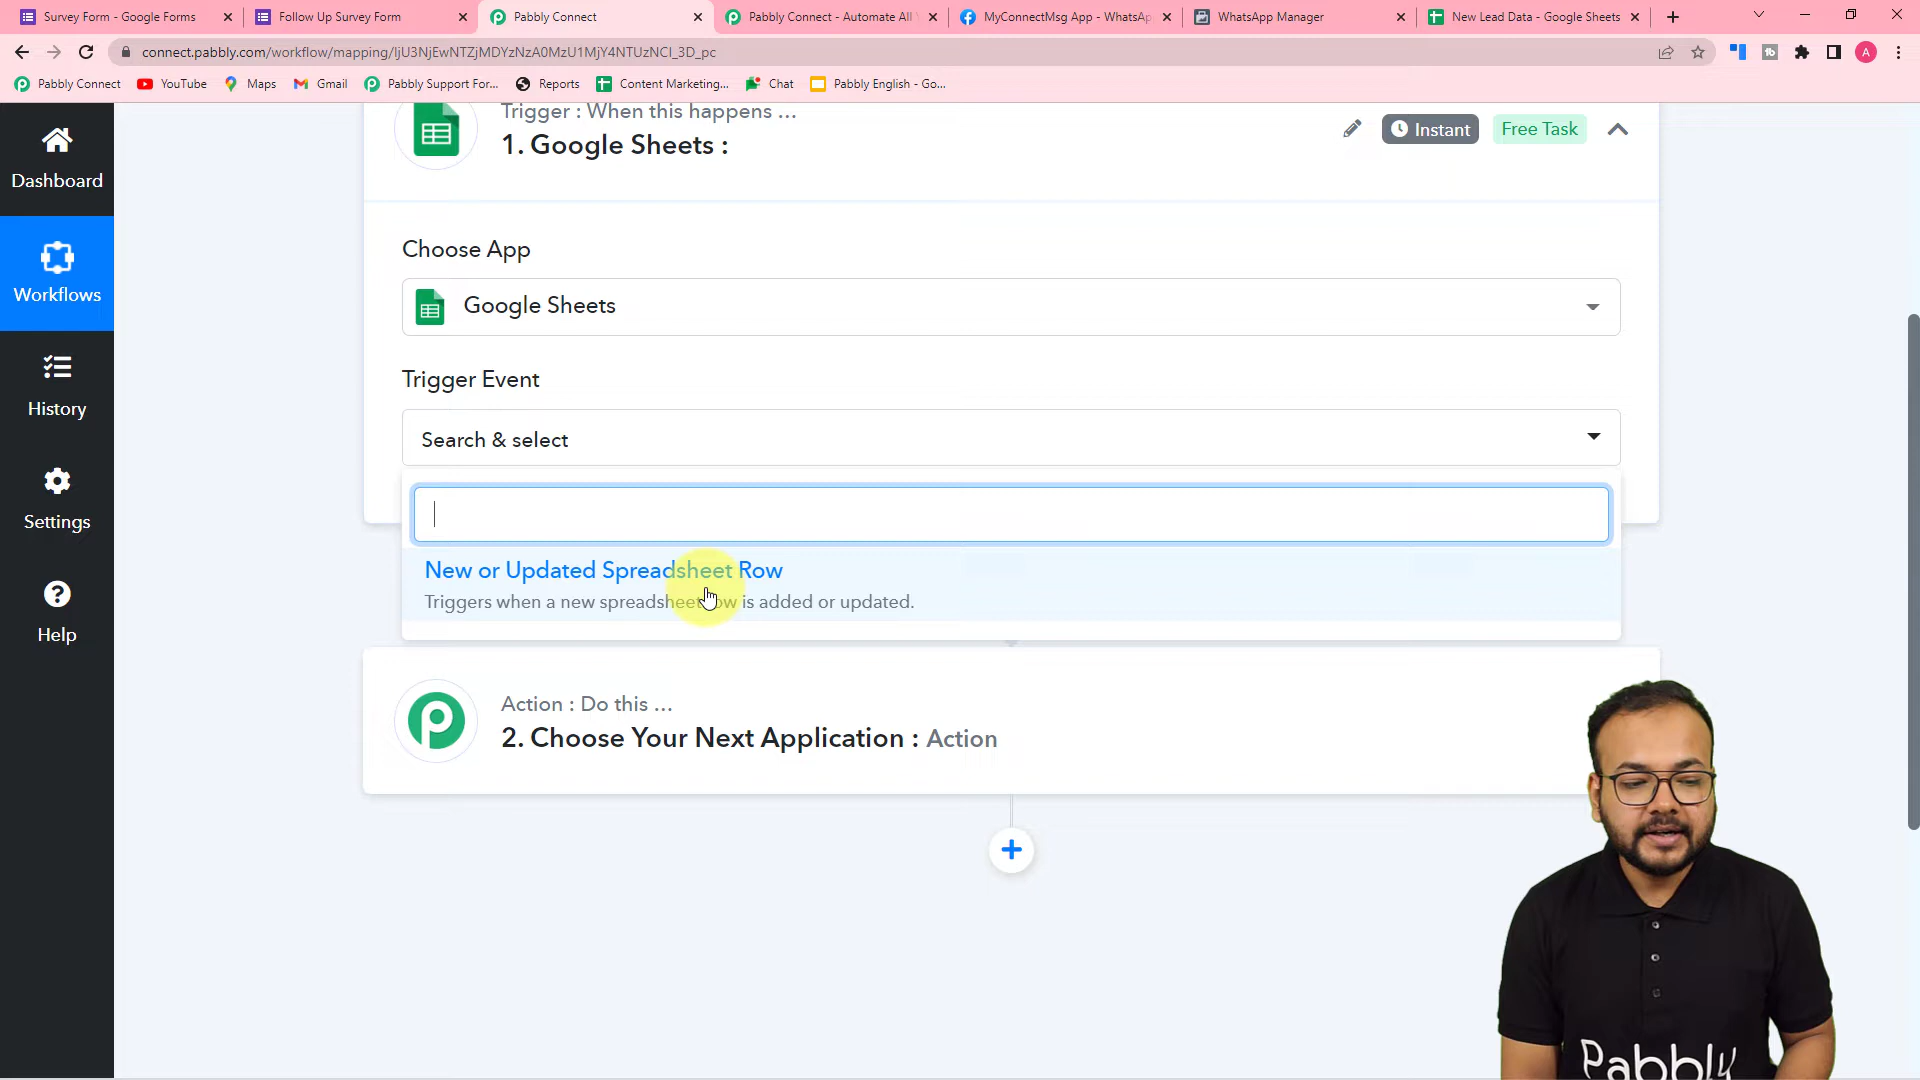 Survey Form - Google Forms
Follow Up Survey Form
Pabbly Connect
Pabbly Connect - Automate All
MyConnectMsg App - WhatsAp
WhatsApp Manager
New Lead Data - Google Sheets
connect.pabbly.com/workflow/mapping/IjU3NjEwNTZjMDYzNzA0MzU1MjY4NTUzNCI_3D_pc
A
Pabbly Connect
YouTube
Maps
Gmail
Pabbly Support For...
Reports
Content Marketing...
Chat
Pabbly English - Go...
Dashboard
Workflows
History
Settings
Help
Trigger : When this happens ...
1. Google Sheets :
Instant
Free Task
Choose App
Google Sheets
Trigger Event
Search & select
New or Updated Spreadsheet Row
Triggers when a new spreadsheet row is added or updated.
Action : Do this ...
2. Choose Your Next Application : Action
Pabbly